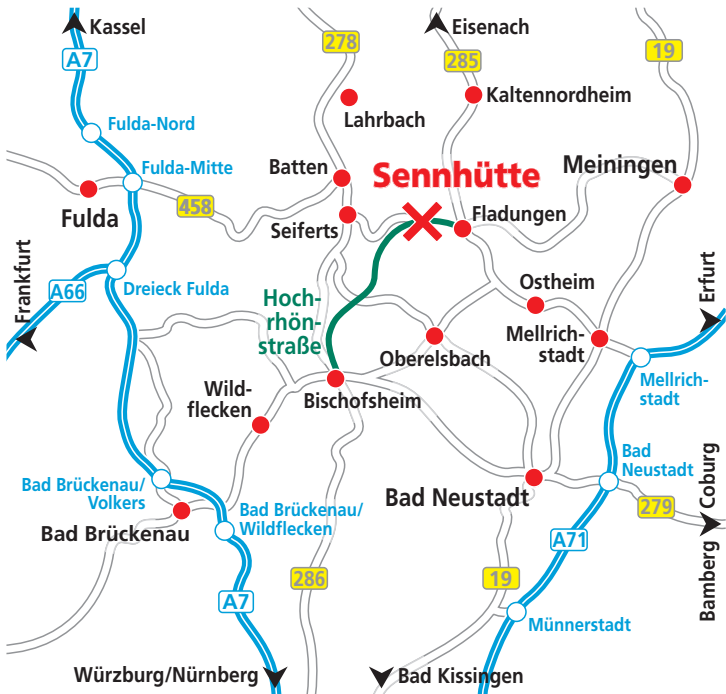 Kassel
Eisenach
278
19
A7
285
Kaltennordheim
Lahrbach
Fulda-Nord
Batten
Fulda-Mitte
Sennhütte
Meiningen
458
Fulda
Seiferts
Fladungen
Frankfurt
A66
Dreieck Fulda
Ostheim
Erfurt
Hoch-
rhön-
straße
Mellrich-
stadt
Oberelsbach
Mellrich-
stadt
Wild-
flecken
Bischofsheim
Bad
Neustadt
Bad Brückenau/
Volkers
Bad Neustadt
Coburg
279
Bad Brückenau/
Wildflecken
Bad Brückenau
A71
Bamberg
286
19
A7
Münnerstadt
Würzburg/Nürnberg
Bad Kissingen